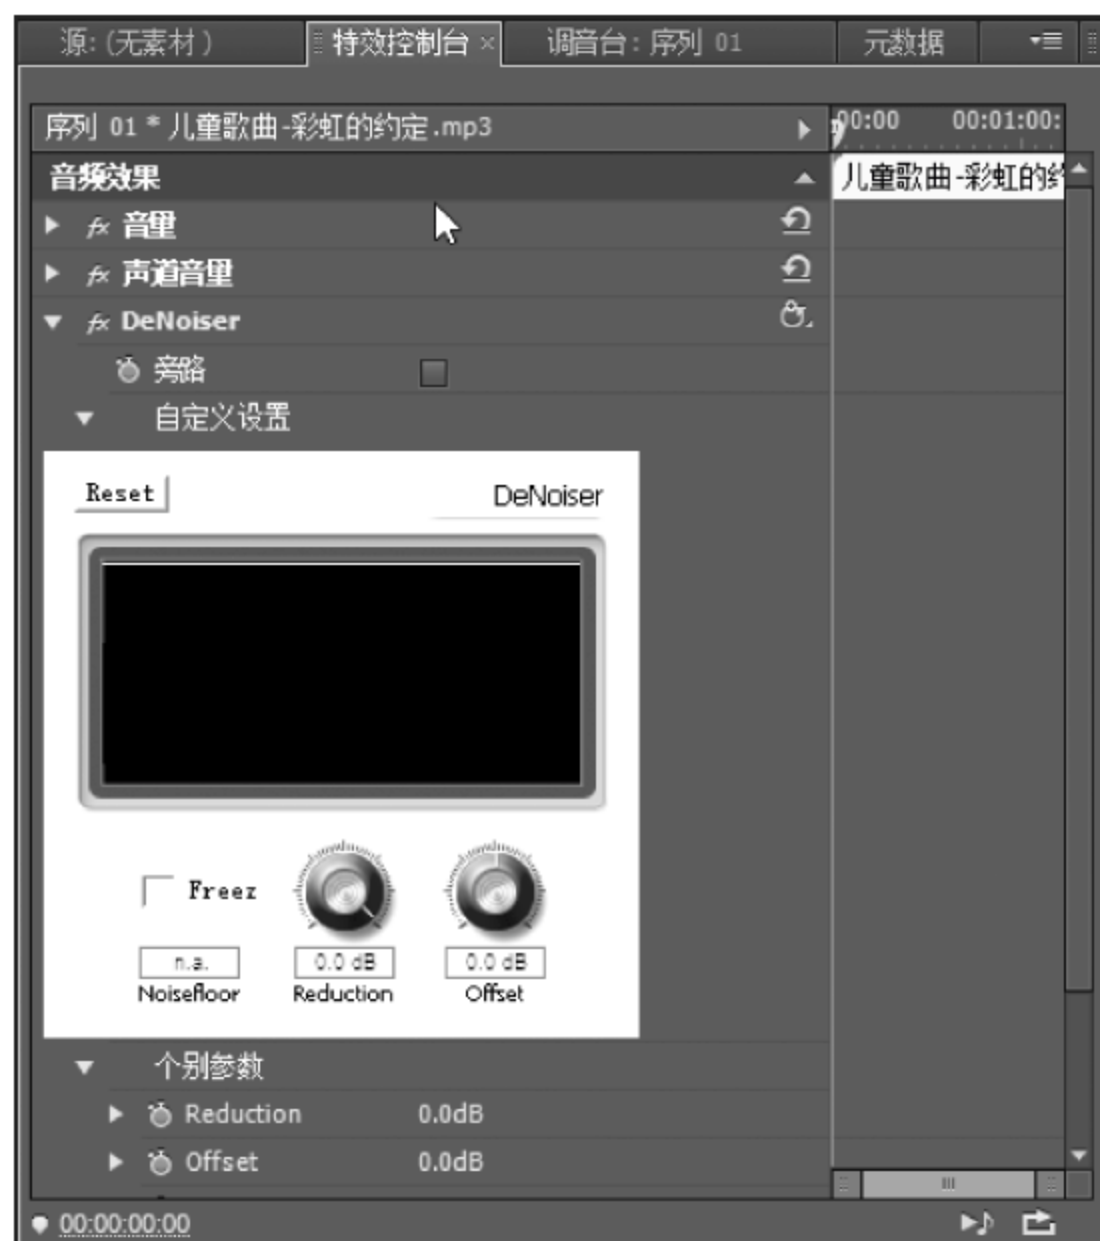 源: (无素材) 特效控制台 × 调音台: 序列 01 元数据
序列 01 * 儿童歌曲-彩虹的约定.mp3 00:00 00:01:00:
音频效果 儿童歌曲-彩虹的约
fx 音量
fx 声道音量
fx DeNoiser
旁路
自定义设置
Reset DeNoiser
Freez
n.a. 0.0 dB 0.0 dB
Noisefloor Reduction Offset
个别参数
Reduction 0.0dB
Offset 0.0dB
00:00:00:00